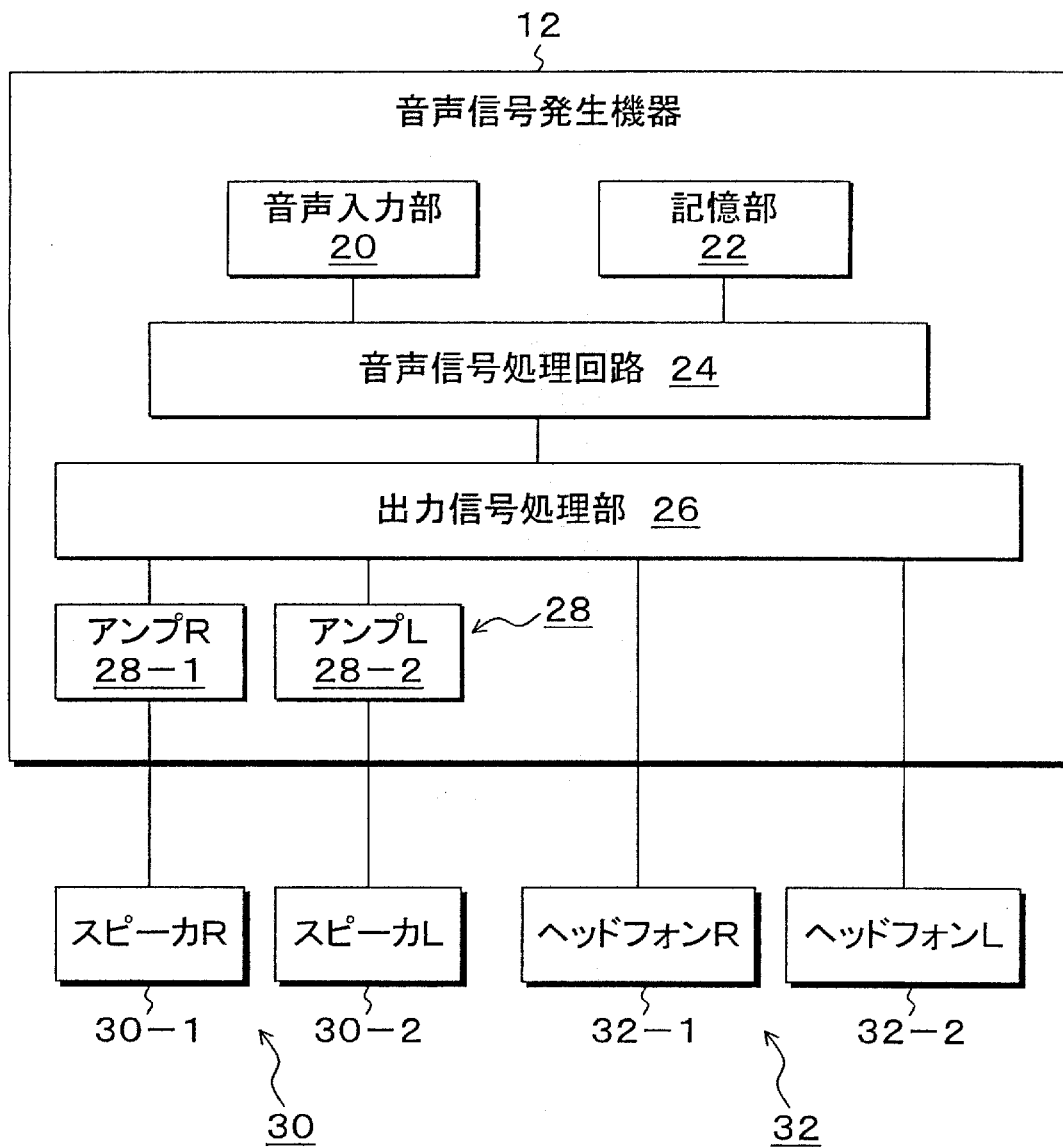 12
音声信号発生機器
音声入力部
20
記憶部
22
音声信号処理回路 24
出力信号処理部 26
アンプR
28-1
アンプL
28-2
28
スピーカR
スピーカL
ヘッドフォンR
ヘッドフォンL
30-1
30-2
32-1
32-2
30
32